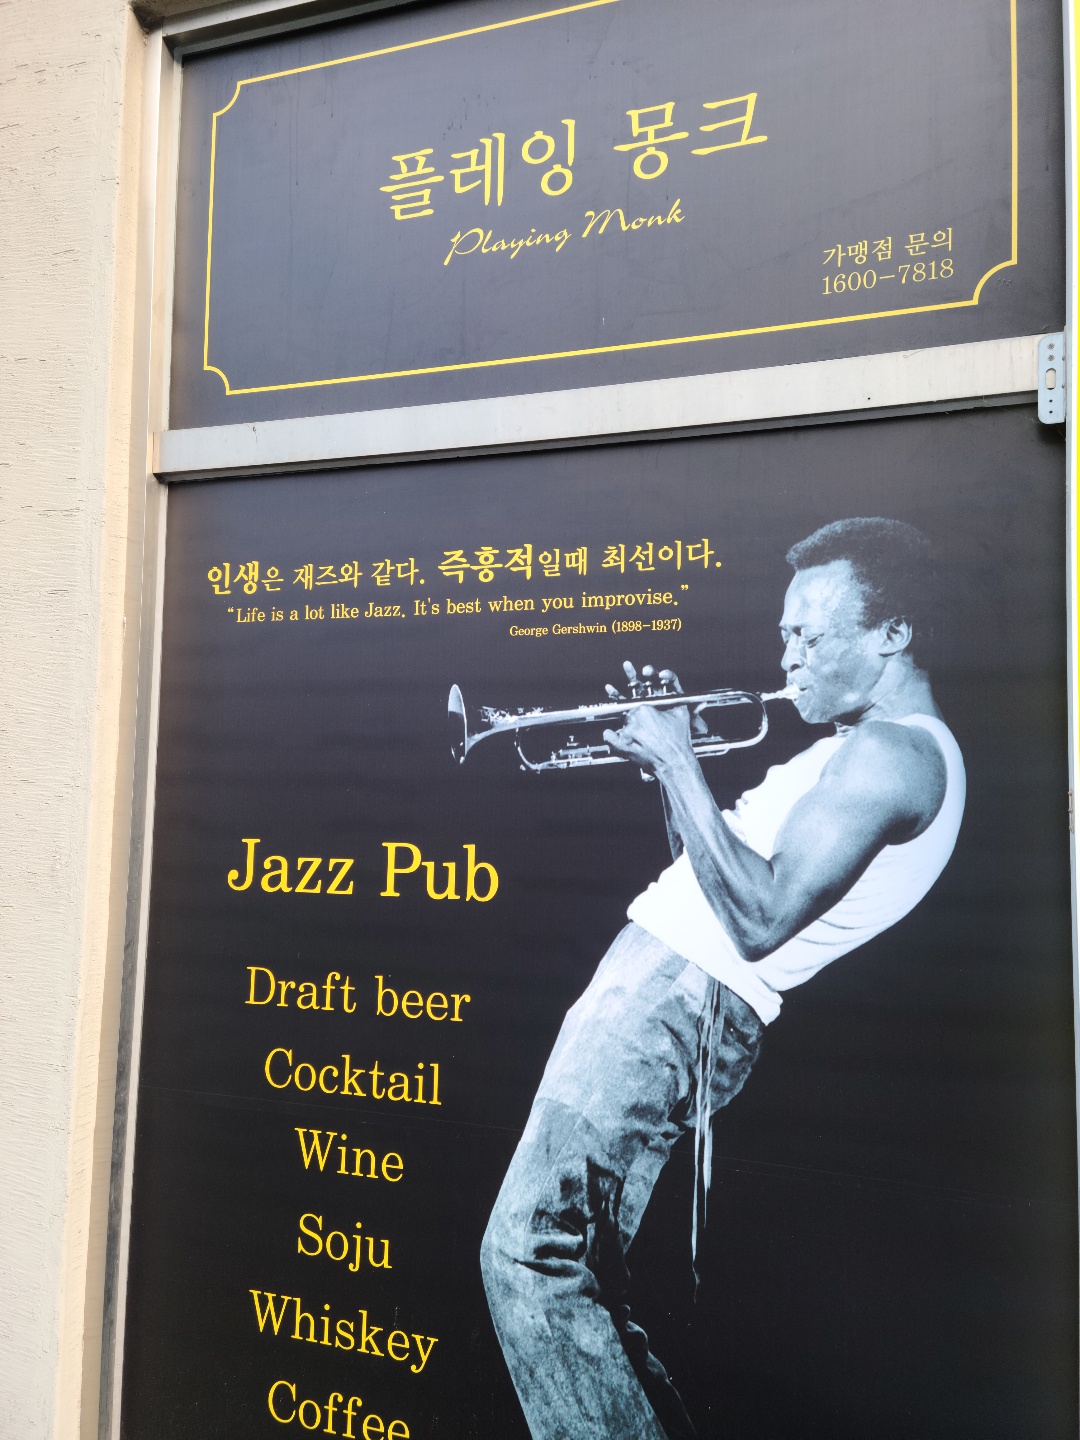 플레잉 몽크
Playing Monk
가맹점 문의
1600-7818
인생은 재즈와 같다. 즉흥적일때 최선이다.
“Life is a lot like Jazz. It's best when you improvise.”
George Gershwin (1898-1937)
Jazz Pub
Draft beer
Cocktail
Wine
Soju
Whiskey
Coffee